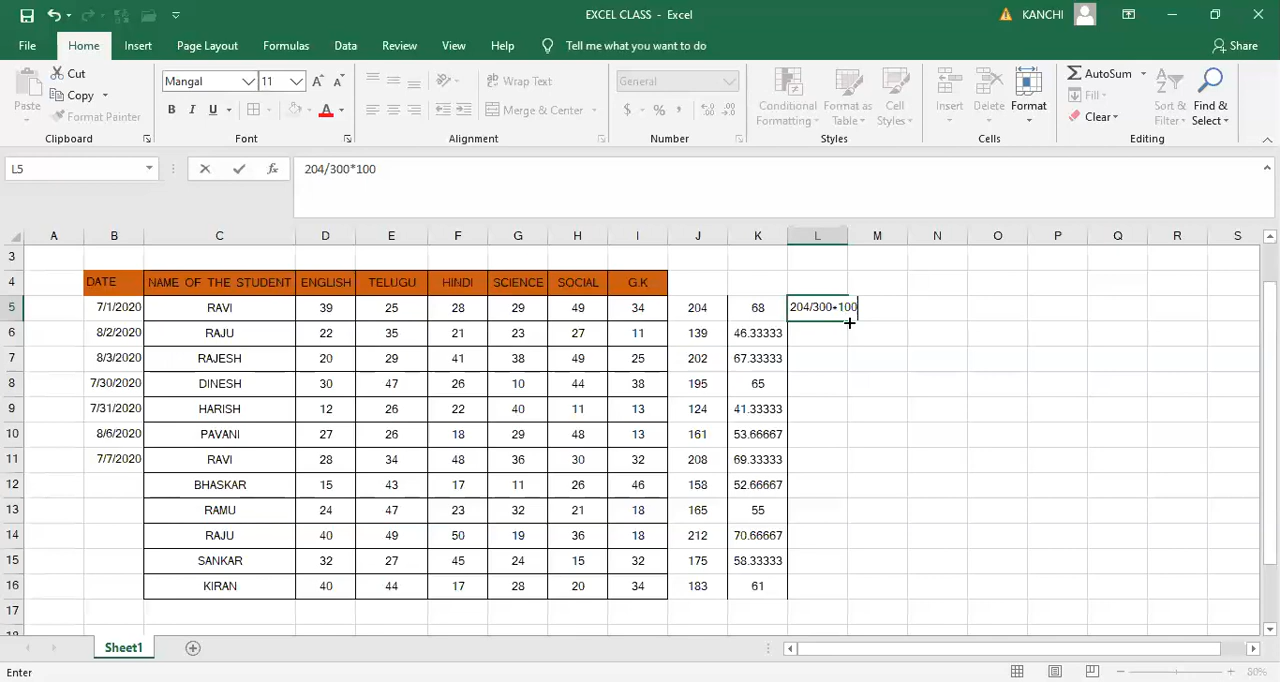 EXCEL CLASS - Excel
KANCHI
File Home Insert Page Layout Formulas Data Review View Help Tell me what you want to do Share
Paste Cut Copy Format Painter Clipboard
Mangal 11 A A B I U A Font
Wrap Text Merge & Center Alignment
General $ % , Number
Conditional Formatting Format as Table Cell Styles Styles
Insert Delete Format Cells
AutoSum Fill Clear Sort & Filter Find & Select Editing
L5 fx 204/300*100
A B C D E F G H I J K L M N O P Q R S
3
4 DATE NAME OF THE STUDENT ENGLISH TELUGU HINDI SCIENCE SOCIAL G.K
5 7/1/2020 RAVI 39 25 28 29 49 34 204 68 204/300*100
6 8/2/2020 RAJU 22 35 21 23 27 11 139 46.33333
7 8/3/2020 RAJESH 20 29 41 38 49 25 202 67.33333
8 7/30/2020 DINESH 30 47 26 10 44 38 195 65
9 7/31/2020 HARISH 12 26 22 40 11 13 124 41.33333
10 8/6/2020 PAVANI 27 26 18 29 48 13 161 53.66667
11 7/7/2020 RAVI 28 34 48 36 30 32 208 69.33333
12 BHASKAR 15 43 17 11 26 46 158 52.66667
13 RAMU 24 47 23 32 21 18 165 55
14 RAJU 40 49 50 19 36 18 212 70.66667
15 SANKAR 32 27 45 24 15 32 175 58.33333
16 KIRAN 40 44 17 28 20 34 183 61
17
Sheet1
Enter